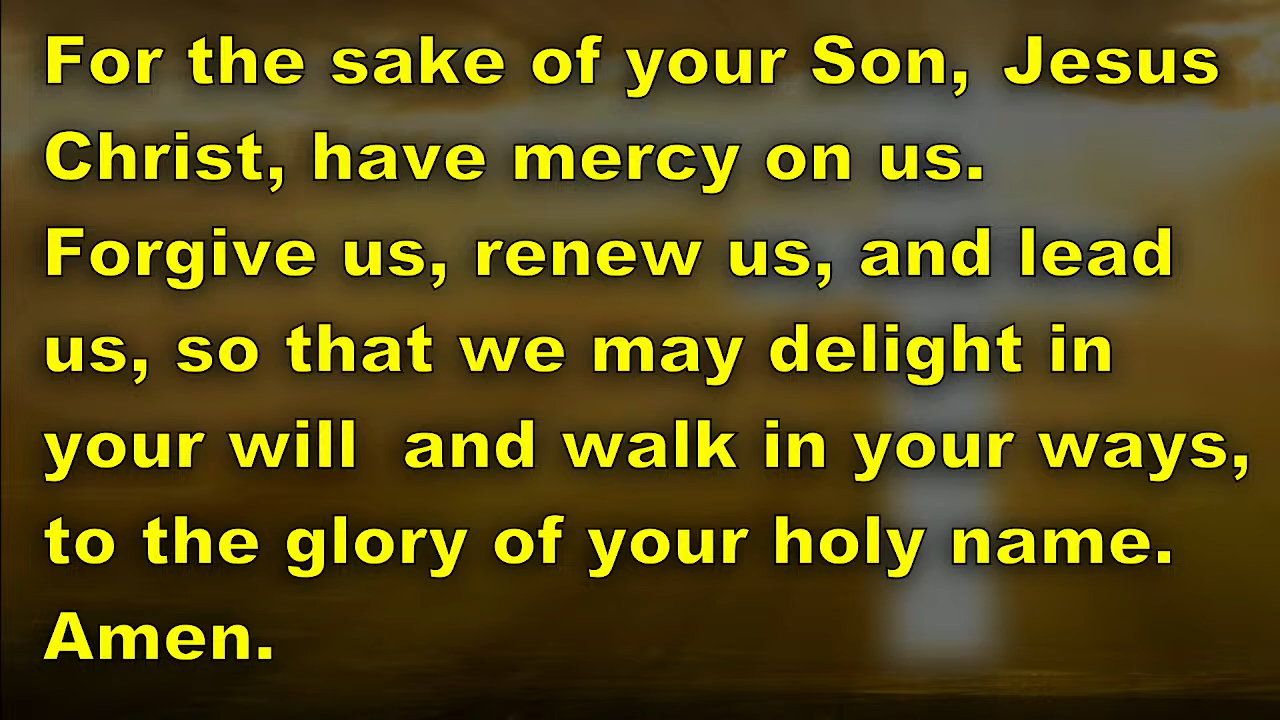 For the sake of your Son, Jesus
Christ, have mercy on us.
Forgive us, renew us, and lead
us, so that we may delight in
your will  and walk in your ways,
to the glory of your holy name.
Amen.